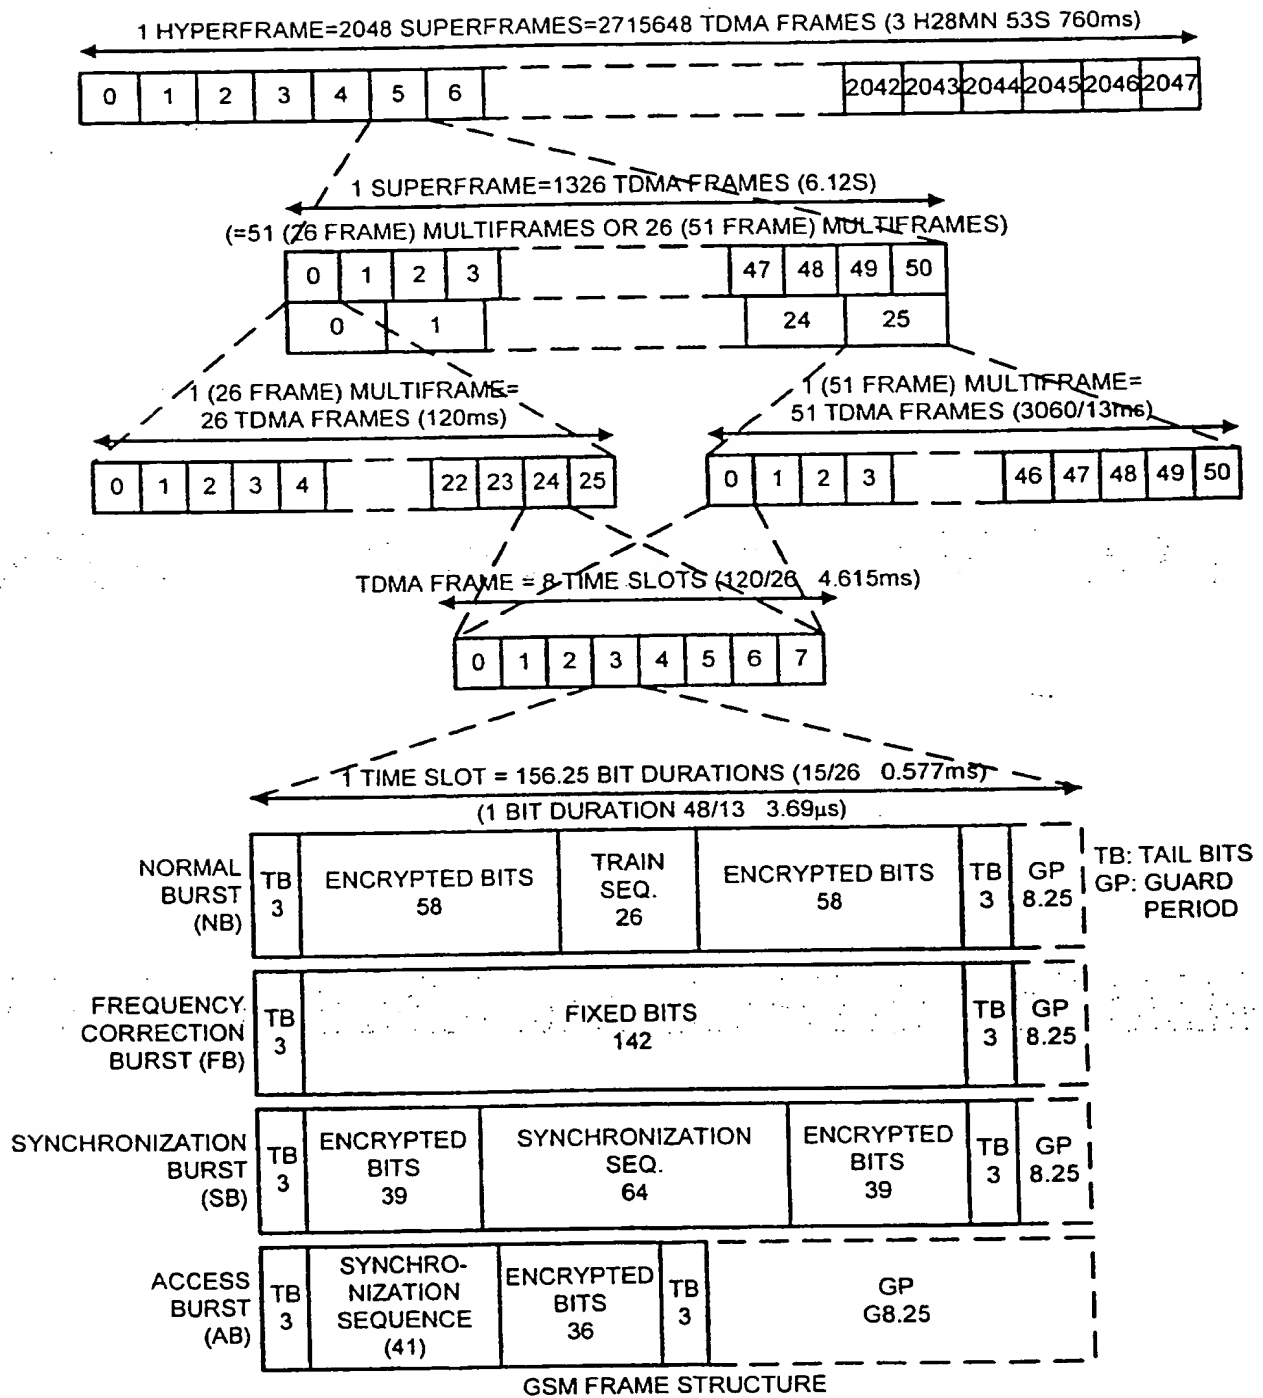 1 HYPERFRAME=2048 SUPERFRAMES=2715648 TDMA FRAMES (3 H28MN 53S 760ms)
0 1 2 3 4 5 6 2042 2043 2044 2045 2046 2047
1 SUPERFRAME=1326 TDMA FRAMES (6.12S)
(=51 (26 FRAME) MULTIFRAMES OR 26 (51 FRAME) MULTIFRAMES)
0 1 2 3 47 48 49 50
0 1 24 25
1 (26 FRAME) MULTIFRAME=
26 TDMA FRAMES (120ms)
1 (51 FRAME) MULTIFRAME=
51 TDMA FRAMES (3060/13ms)
0 1 2 3 4 22 23 24 25
0 1 2 3 46 47 48 49 50
TDMA FRAME = 8 TIME SLOTS (120/26 4.615ms)
0 1 2 3 4 5 6 7
1 TIME SLOT = 156.25 BIT DURATIONS (15/26 0.577ms)
(1 BIT DURATION 48/13 3.69µs)
NORMAL
BURST
(NB)
TB
3
ENCRYPTED BITS
58
TRAIN
SEQ.
26
ENCRYPTED BITS
58
TB
3
GP
8.25
TB: TAIL BITS
GP: GUARD
PERIOD
FREQUENCY
CORRECTION
BURST (FB)
TB
3
FIXED BITS
142
TB
3
GP
8.25
SYNCHRONIZATION
BURST
(SB)
TB
3
ENCRYPTED
BITS
39
SYNCHRONIZATION
SEQ.
64
ENCRYPTED
BITS
39
TB
3
GP
8.25
ACCESS
BURST
(AB)
TB
3
SYNCHRO-
NIZATION
SEQUENCE
(41)
ENCRYPTED
BITS
36
TB
3
GP
G8.25
GSM FRAME STRUCTURE